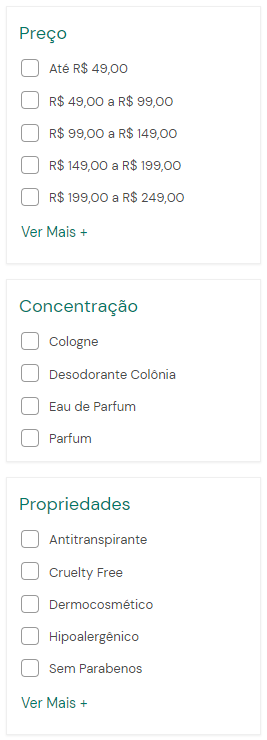 Preço
Até R$ 49,00
R$ 49,00 a R$ 99,00
R$ 99,00 a R$ 149,00
R$ 149,00 a R$ 199,00
R$ 199,00 a R$ 249,00
Ver Mais +
Concentração
Cologne
Desodorante Colônia
Eau de Parfum
Parfum
Propriedades
Antitranspirante
Cruelty Free
Dermocosmético
Hipoalergênico
Sem Parabenos
Ver Mais +